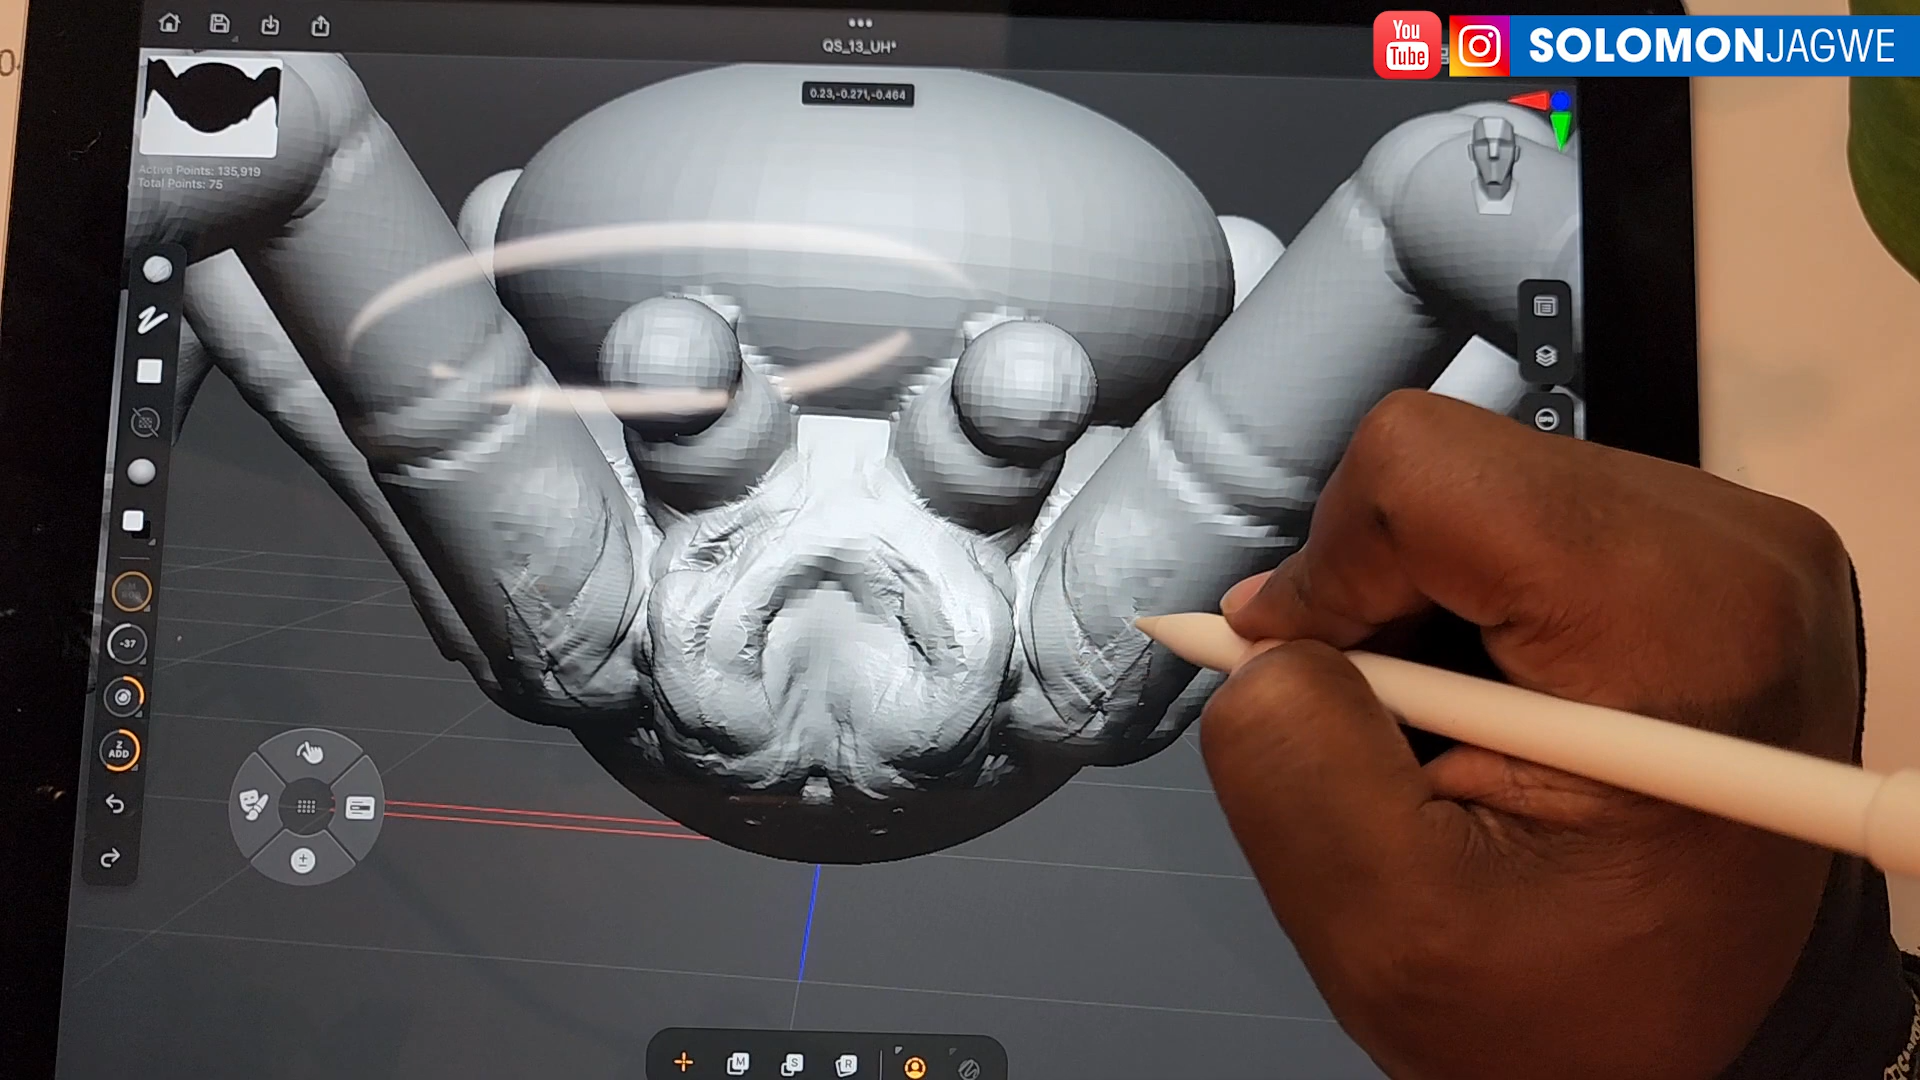 You
Tube
SOLOMONJAGWE
QS_13_UH*
0.23,-0.271,-0.464
Active Points: 135,919
Total Points: 75
-37
Z
ADD
M
S
R